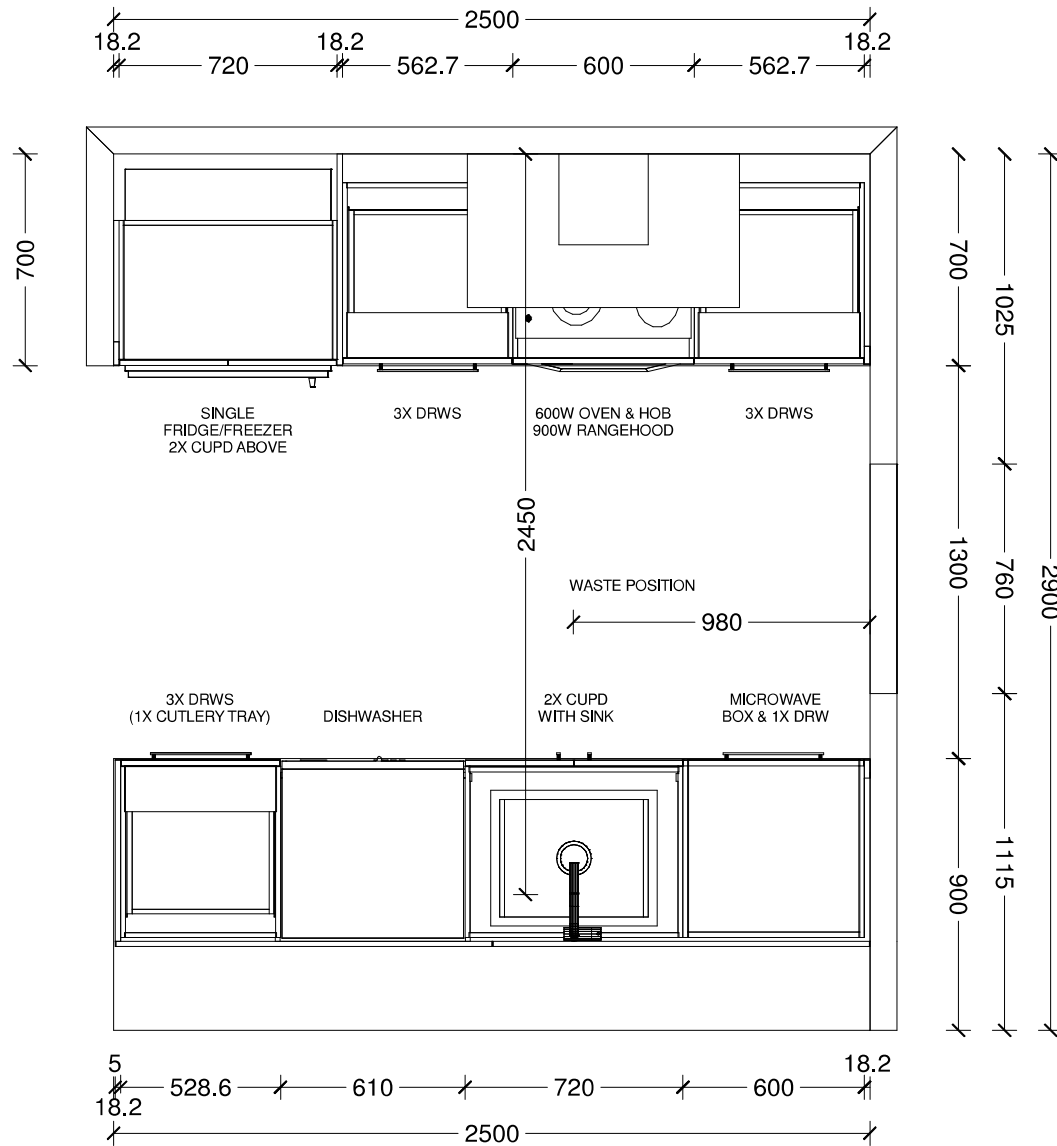 2500
18.2 18.2 18.2
720 562.7 600 562.7
700
700
1025
SINGLE
FRIDGE/FREEZER
2X CUPD ABOVE
3X DRWS
600W OVEN & HOB
900W RANGEHOOD
3X DRWS
2450
1300
760
2900
WASTE POSITION
980
3X DRWS
(1X CUTLERY TRAY)
DISHWASHER
2X CUPD
WITH SINK
MICROWAVE
BOX & 1X DRW
900
1115
5 18.2
528.6 610 720 600
18.2
2500